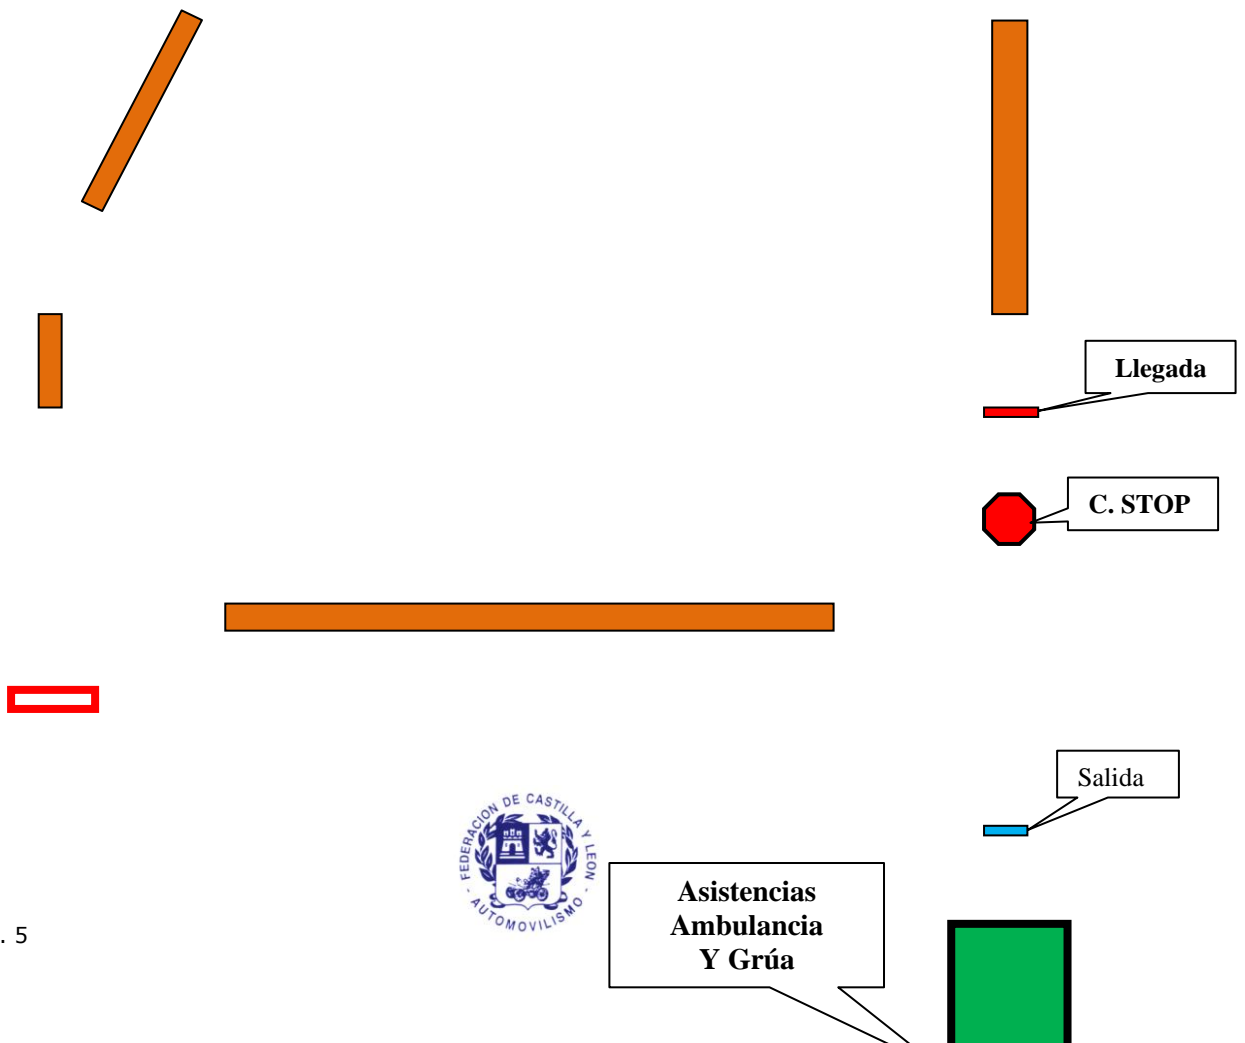 Llegada
C. STOP
Salida
FEDERACION DE CASTILLA Y LEON
- AUTOMOVILISMO -
Asistencias
Ambulancia
Y Grúa
. 5